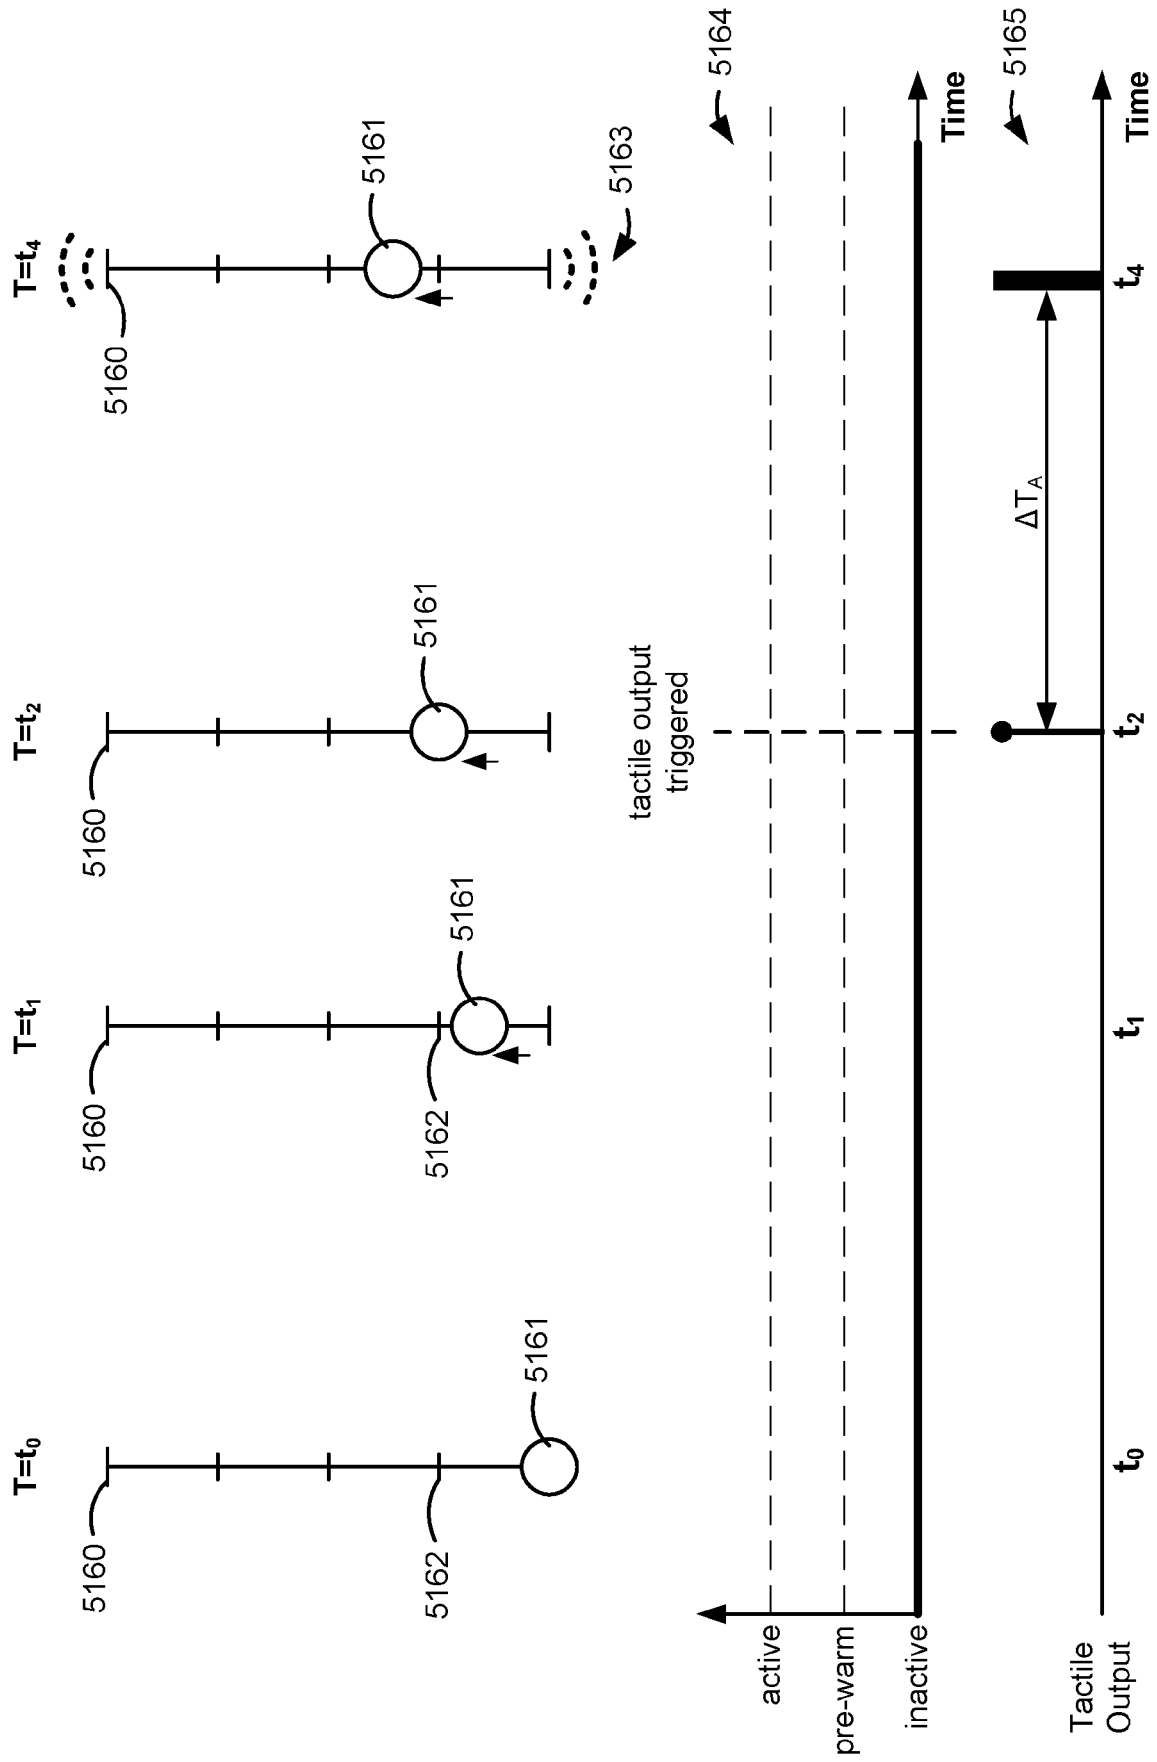 T=t0
T=t1
T=t2
T=t4
5160
5161
5162
5160
5161
5162
5160
5161
5160
5161
5163
tactile output
triggered
5164
active
pre-warm
inactive
Time
5165
ΔTA
Tactile
Output
t0
t1
t2
t4
Time